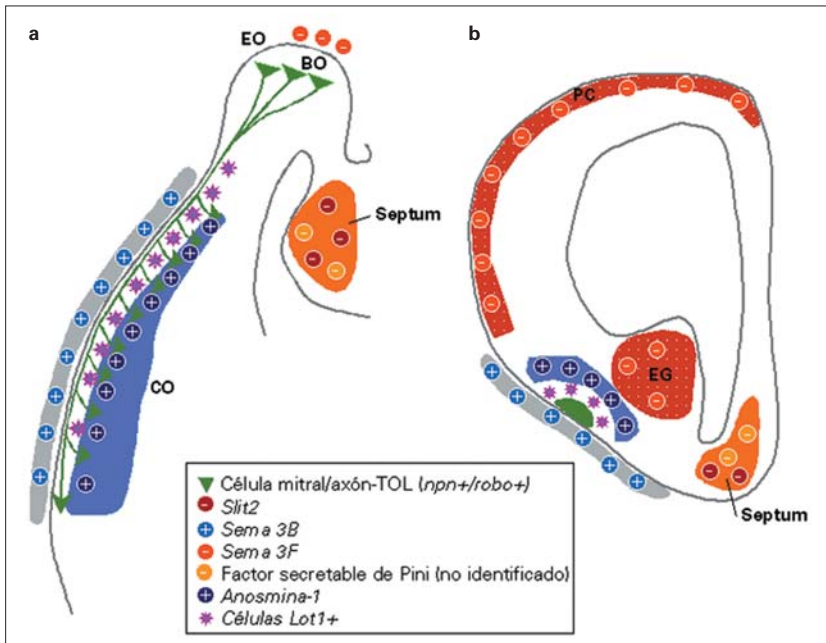 a
EO
BO
Septum
CO
b
PC
EG
Septum
Célula mitral/axón-TOL (npn+/robo+)
Slit2
Sema 3B
Sema 3F
Factor secretable de Pini (no identificado)
Anosmina-1
Células Lot1+